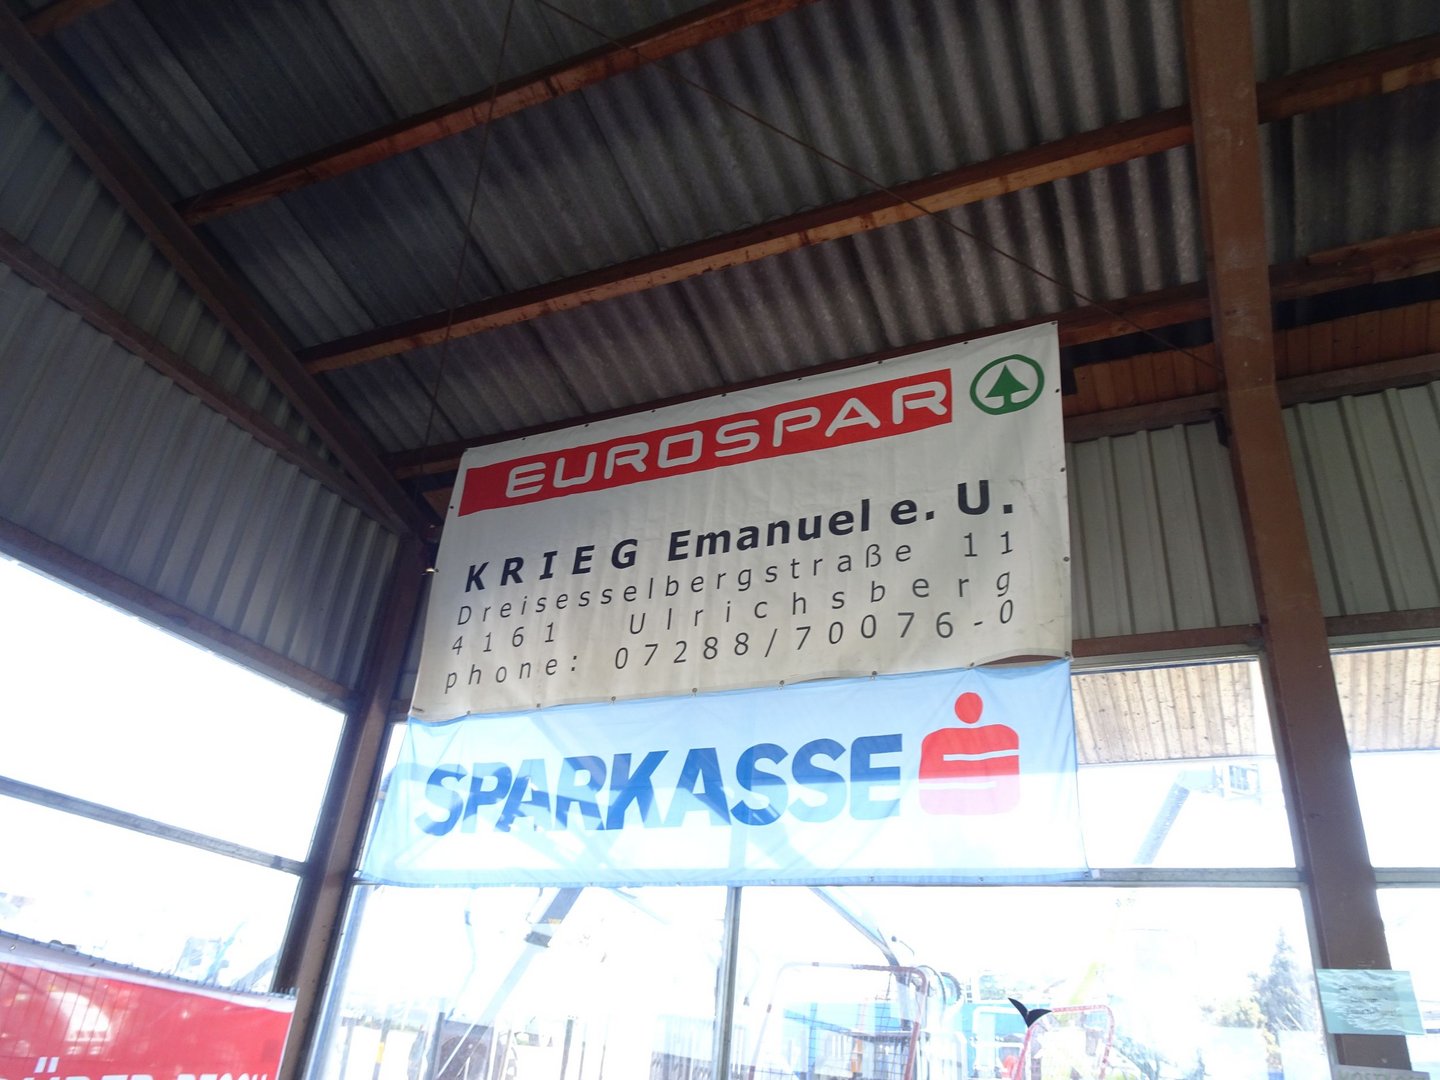 EUROSPAR
KRIEG Emanuel e. U.
Dreisesselbergstraße 11
4161 Ulrichsberg
phone: 07288/70076-0
SPARKASSE